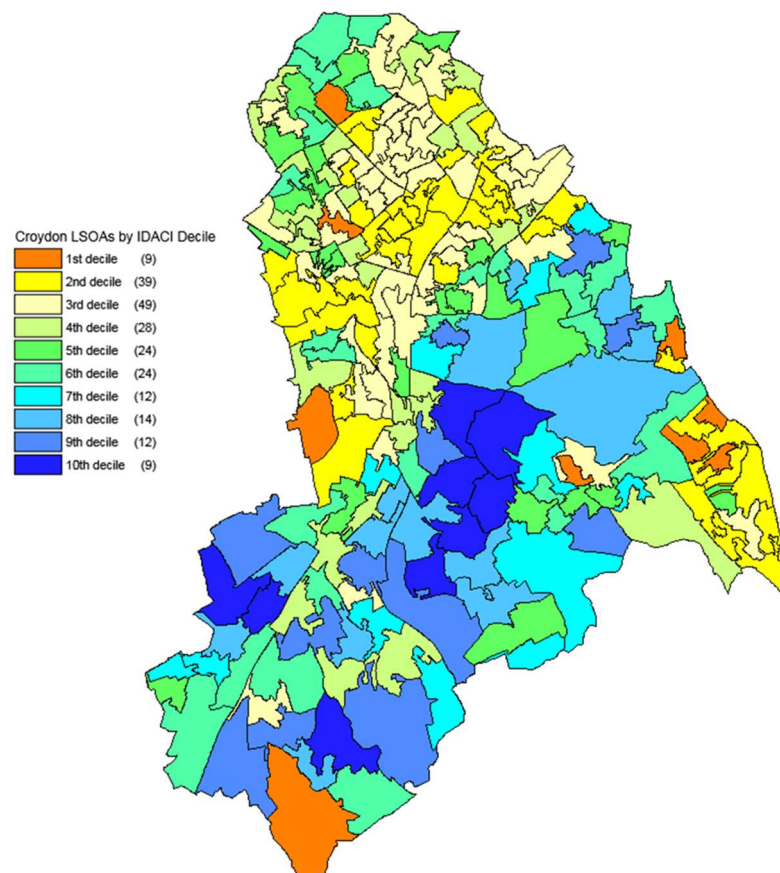 Croydon LSOAs by IDACI Decile
1st decile (9)
2nd decile (39)
3rd decile (49)
4th decile (28)
5th decile (24)
6th decile (24)
7th decile (12)
8th decile (14)
9th decile (12)
10th decile (9)